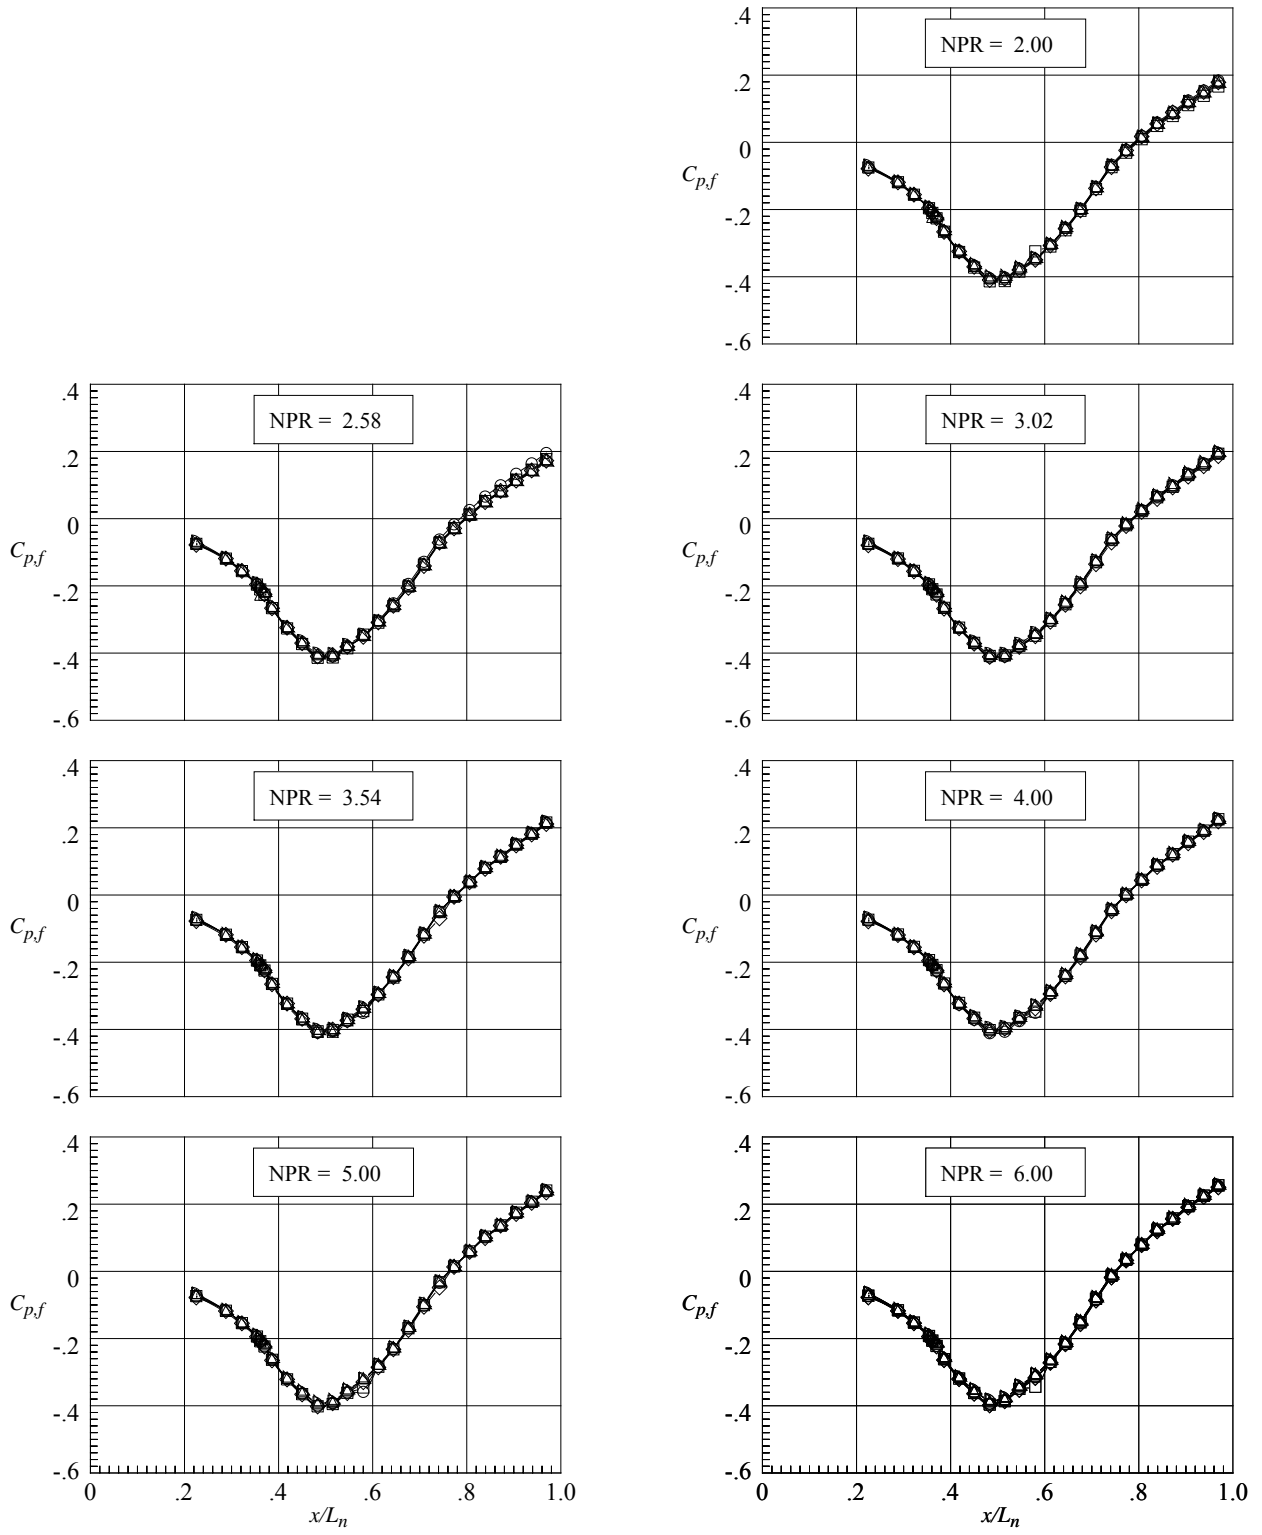 .4
NPR = 2.00
.2
0
C_{p,f}
-.2
-.4
-.6
.4
NPR = 2.58
.2
0
C_{p,f}
-.2
-.4
-.6
.4
NPR = 3.02
.2
0
C_{p,f}
-.2
-.4
-.6
.4
NPR = 3.54
.2
0
C_{p,f}
-.2
-.4
-.6
.4
NPR = 4.00
.2
0
C_{p,f}
-.2
-.4
-.6
.4
NPR = 5.00
.2
0
C_{p,f}
-.2
-.4
-.6
0 .2 .4 .6 .8 1.0
x/L_n
.4
NPR = 6.00
.2
0
C_{p,f}
-.2
-.4
-.6
0 .2 .4 .6 .8 1.0
x/L_n